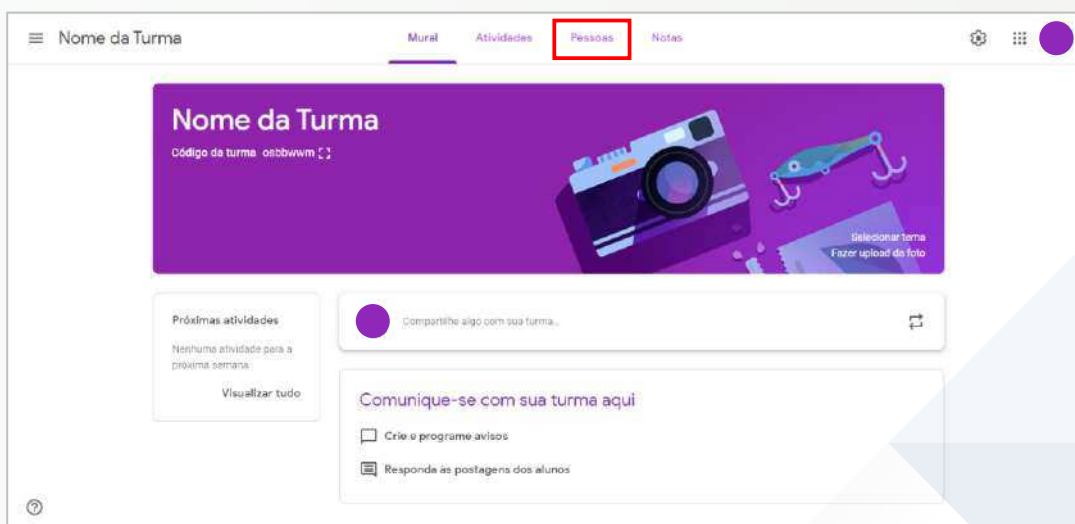 Nome da Turma
Mural Atividades Pessoas Notas
Nome da Turma
Código da turma osbbwwm
Selecionar tema
Fazer upload da foto
Próximas atividades
Nenhuma atividade para a
próxima semana
Visualizar tudo
Compartilhe algo com sua turma...
Comunique-se com sua turma aqui
Crie e programe avisos
Responda às postagens dos alunos